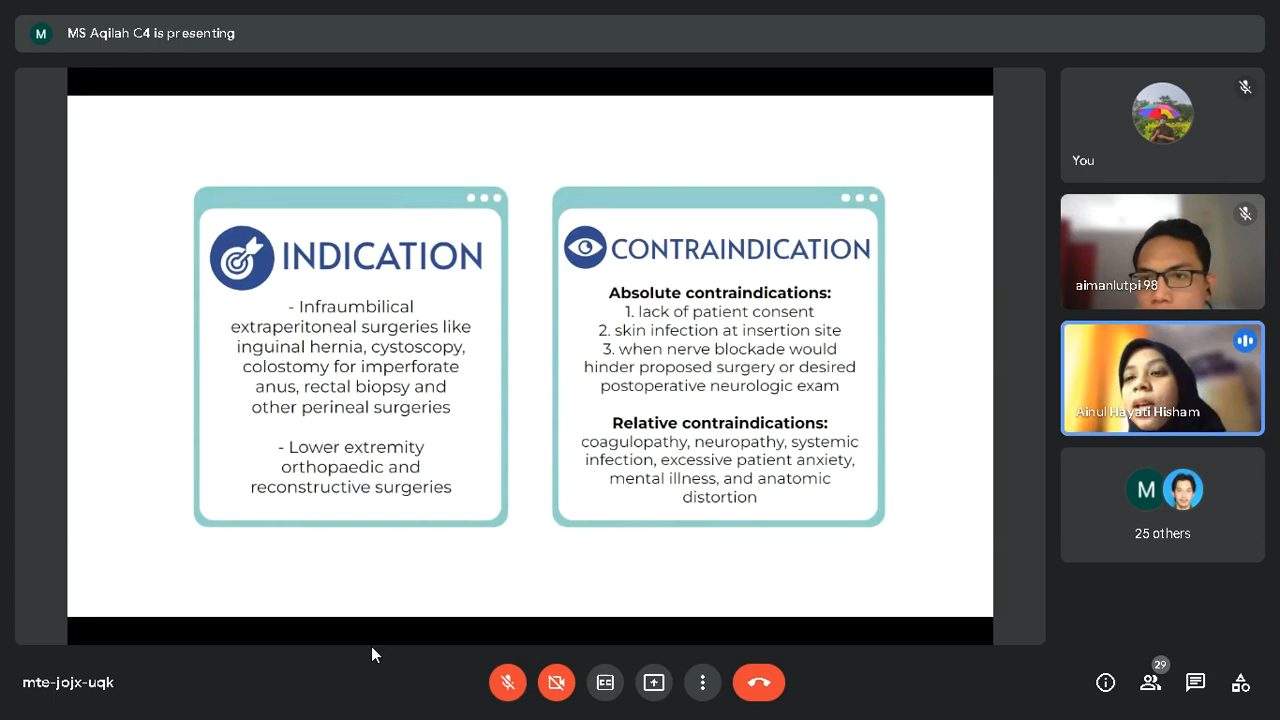 M MS Aqilah C4 is presenting
INDICATION
- Infraumbilical
extraperitoneal surgeries like
inguinal hernia, cystoscopy,
colostomy for imperforate
anus, rectal biopsy and
other perineal surgeries
- Lower extremity
orthopaedic and
reconstructive surgeries
CONTRAINDICATION
Absolute contraindications:
1. lack of patient consent
2. skin infection at insertion site
3. when nerve blockade would
hinder proposed surgery or desired
postoperative neurologic exam
Relative contraindications:
coagulopathy, neuropathy, systemic
infection, excessive patient anxiety,
mental illness, and anatomic
distortion
You
aimanlutpi 98
Ainul Hayati Hisham
M
25 others
mte-jojx-uqk
CC
29